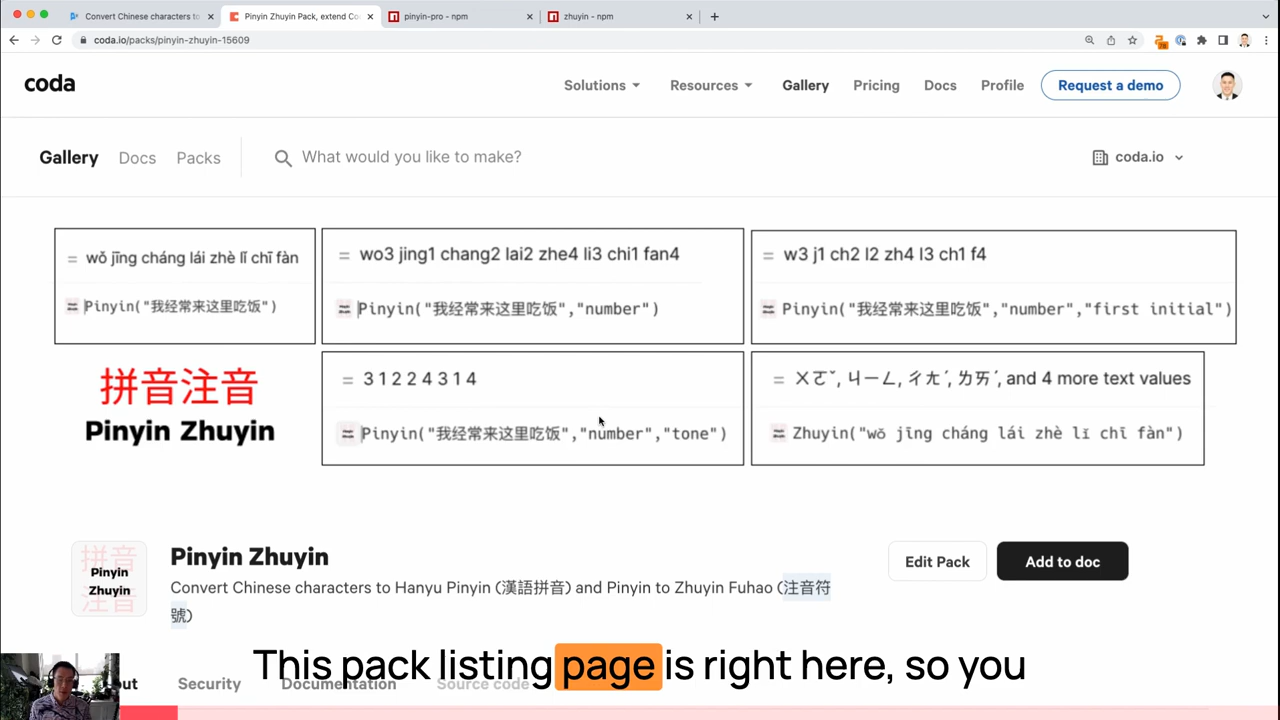 Convert Chinese characters to
Pinyin Zhuyin Pack, extend Co
pinyin-pro - npm
zhuyin - npm
coda.io/packs/pinyin-zhuyin-15609
coda
Solutions
Resources
Gallery
Pricing
Docs
Profile
Request a demo
Gallery
Docs
Packs
What would you like to make?
coda.io
= wǒ jīng cháng lái zhè lǐ chī fàn
Pinyin("我经常来这里吃饭")
= wo3 jing1 chang2 lai2 zhe4 li3 chi1 fan4
Pinyin("我经常来这里吃饭","number")
= w3 j1 ch2 l2 zh4 l3 ch1 f4
Pinyin("我经常来这里吃饭","number","first initial")
拼音注音
Pinyin Zhuyin
= 3 1 2 2 4 3 1 4
Pinyin("我经常来这里吃饭","number","tone")
= ㄨㄛˇ, ㄐㄧㄥ, ㄔㄤˊ, ㄌㄞˊ, and 4 more text values
Zhuyin("wǒ jīng cháng lái zhè lǐ chī fàn")
拼音
Pinyin
Zhuyin
注音
Pinyin Zhuyin
Convert Chinese characters to Hanyu Pinyin (漢語拼音) and Pinyin to Zhuyin Fuhao (注音符
號)
Edit Pack
Add to doc
Security
Documentation
Source code
This pack listing page is right here, so you